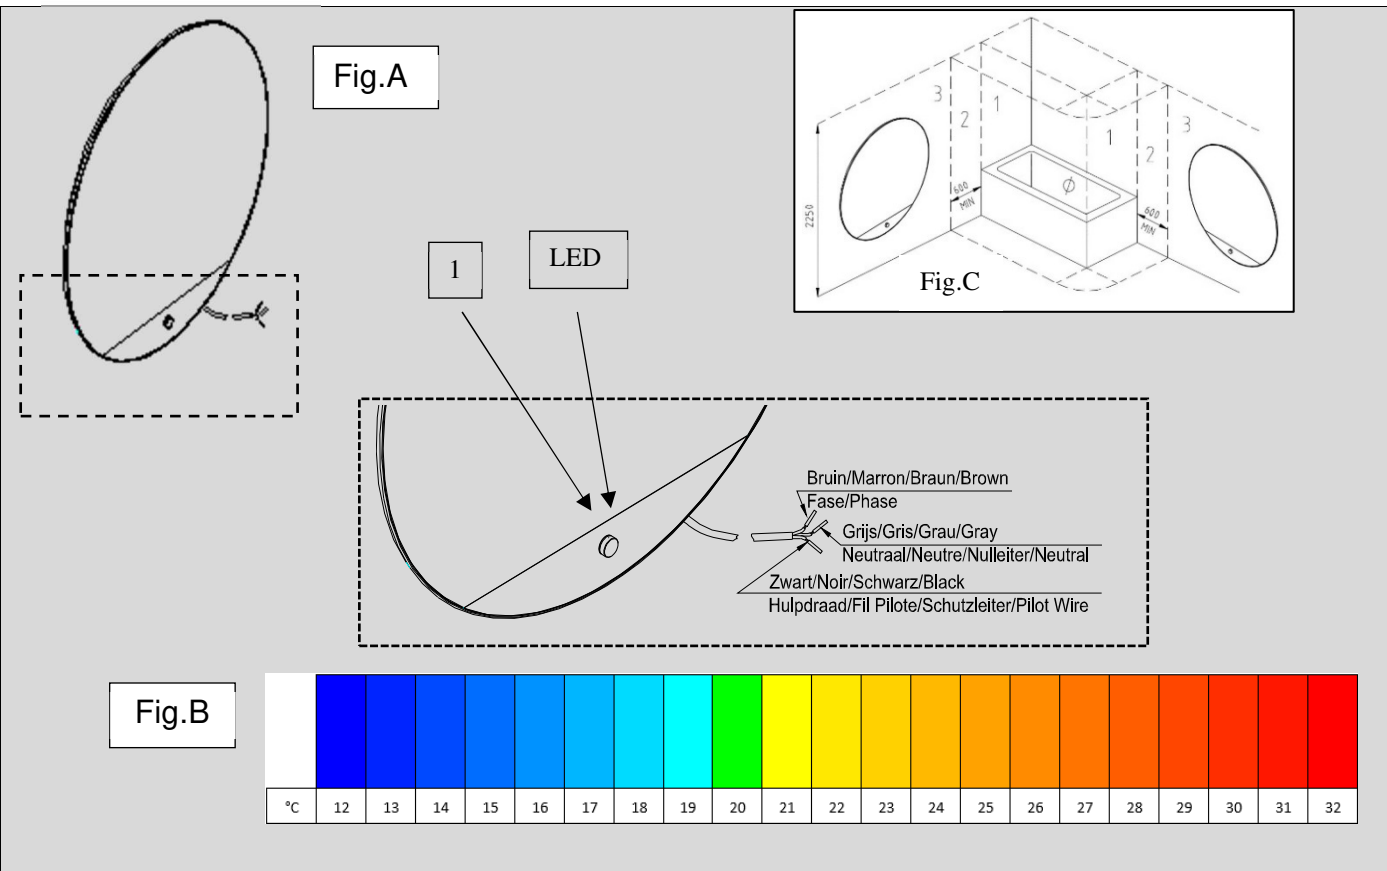 Fig.A
3
2
1
1
2
3
600
MIN
600
MIN
2250
Fig.C
1
LED
Bruin/Marron/Braun/Brown
Fase/Phase
Grijs/Gris/Grau/Gray
Neutraal/Neutre/Nulleiter/Neutral
Zwart/Noir/Schwarz/Black
Hulpdraad/Fil Pilote/Schutzleiter/Pilot Wire
Fig.B
°C 12 13 14 15 16 17 18 19 20 21 22 23 24 25 26 27 28 29 30 31 32